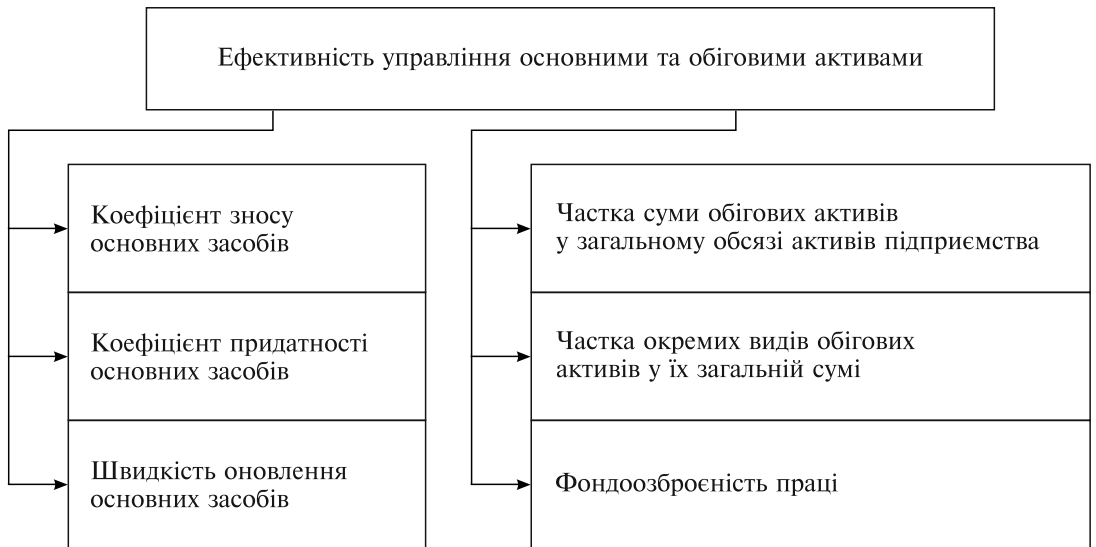 Ефективність управління основними та обіговими активами
Коефіцієнт зносу
основних засобів
Коефіцієнт придатності
основних засобів
Швидкість оновлення
основних засобів
Частка суми обігових активів
у загальному обсязі активів підприємства
Частка окремих видів обігових
активів у їх загальній сумі
Фондоозброєність праці